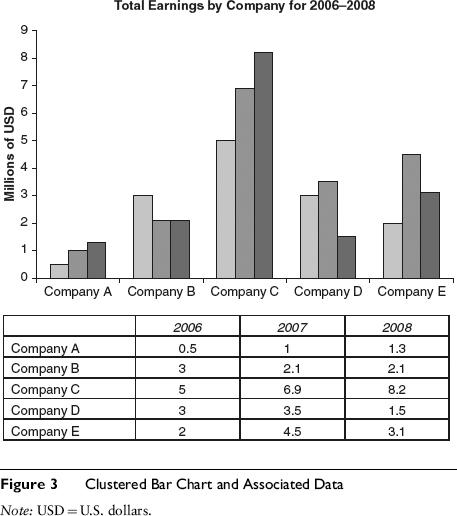 Total Earnings by Company for 2006–2008
Millions of USD
9
8
7
6
5
4
3
2
1
0
Company A Company B Company C Company D Company E
2006 2007 2008
Company A 0.5 1 1.3
Company B 3 2.1 2.1
Company C 5 6.9 8.2
Company D 3 3.5 1.5
Company E 2 4.5 3.1
Figure 3 Clustered Bar Chart and Associated Data
Note: USD = U.S. dollars.